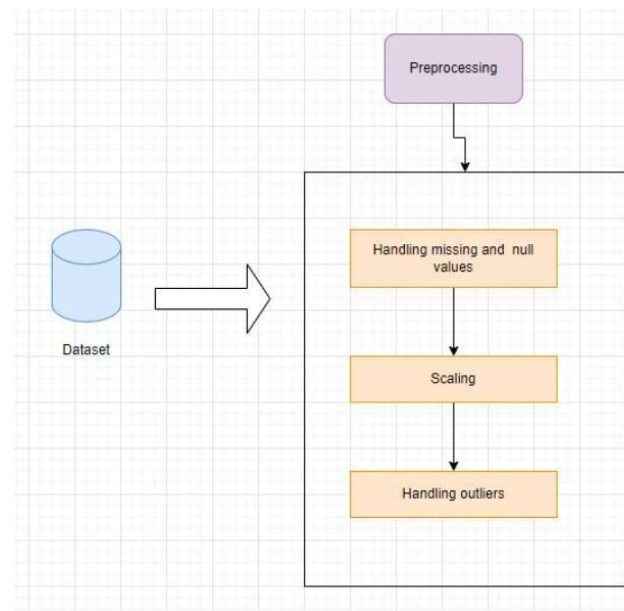 Preprocessing
Handling missing and null
values
Dataset
Scaling
Handling outliers